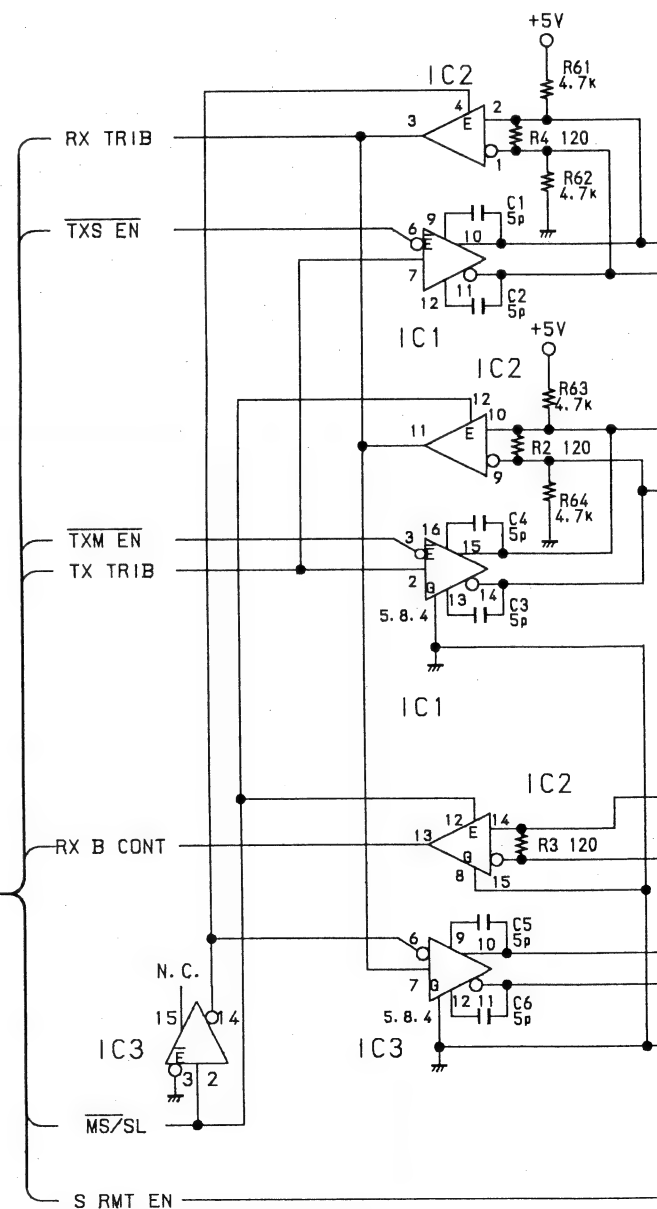 +5V
R61
4.7k
IC2
4
E
2
3
RX TRIB
R4 120
1
R62
4.7k
C1
5p
9
TXS EN
6
E
10
7
11
12
C2
5p
+5V
IC1
IC2
R63
4.7k
12
10
11
E
R2 120
9
R64
4.7k
C4
5p
16
TXM EN
3
E
15
TX TRIB
2
G
13
14
C3
5p
5.8.4
IC1
IC2
12
E
14
13
RX B CONT
R3 120
G
8
15
C5
5p
6
9
10
N.C.
7
G
12
11
C6
5p
15
14
5.8.4
IC3
E
IC3
3
2
MS/SL
S RMT EN